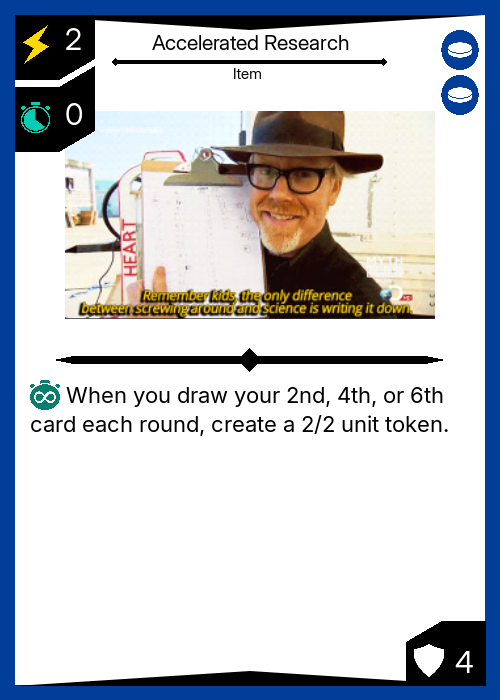 2
Accelerated Research
Item
0
HEART
MYTH
Remember kids, the only difference
between screwing around and science is writing it down.
When you draw your 2nd, 4th, or 6th
card each round, create a 2/2 unit token.
4